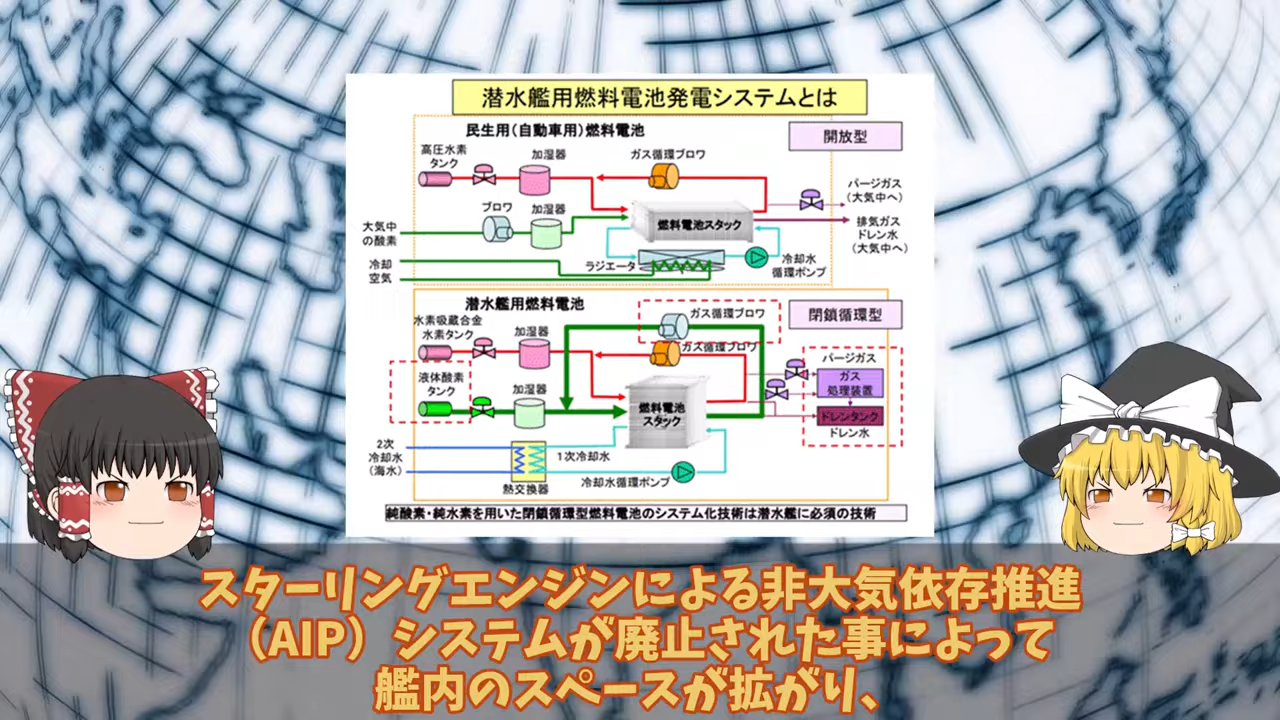 潜水艦用燃料電池発電システムとは
民生用(自動車用)燃料電池
開放型
高圧水素
タンク
加湿器
ガス循環ブロワ
パージガス
(大気中へ)
ブロワ
加湿器
燃料電池スタック
排気ガス
ドレン水
(大気中へ)
大気中
の酸素
冷却
空気
ラジエータ
冷却水
循環ポンプ
潜水艦用燃料電池
閉鎖循環型
水素吸蔵合金
水素タンク
加湿器
ガス循環ブロワ
ガス循環ブロワ
パージガス
ガス
処理装置
液体酸素
タンク
加湿器
燃料電池
スタック
ドレンタンク
ドレン水
2次
冷却水
(海水)
1次冷却水
熱交換器
冷却水循環ポンプ
純酸素・純水素を用いた閉鎖循環型燃料電池のシステム化技術は潜水艦に必須の技術
スターリングエンジンによる非大気依存推進
(AIP)システムが廃止された事によって
艦内のスペースが拡がり、